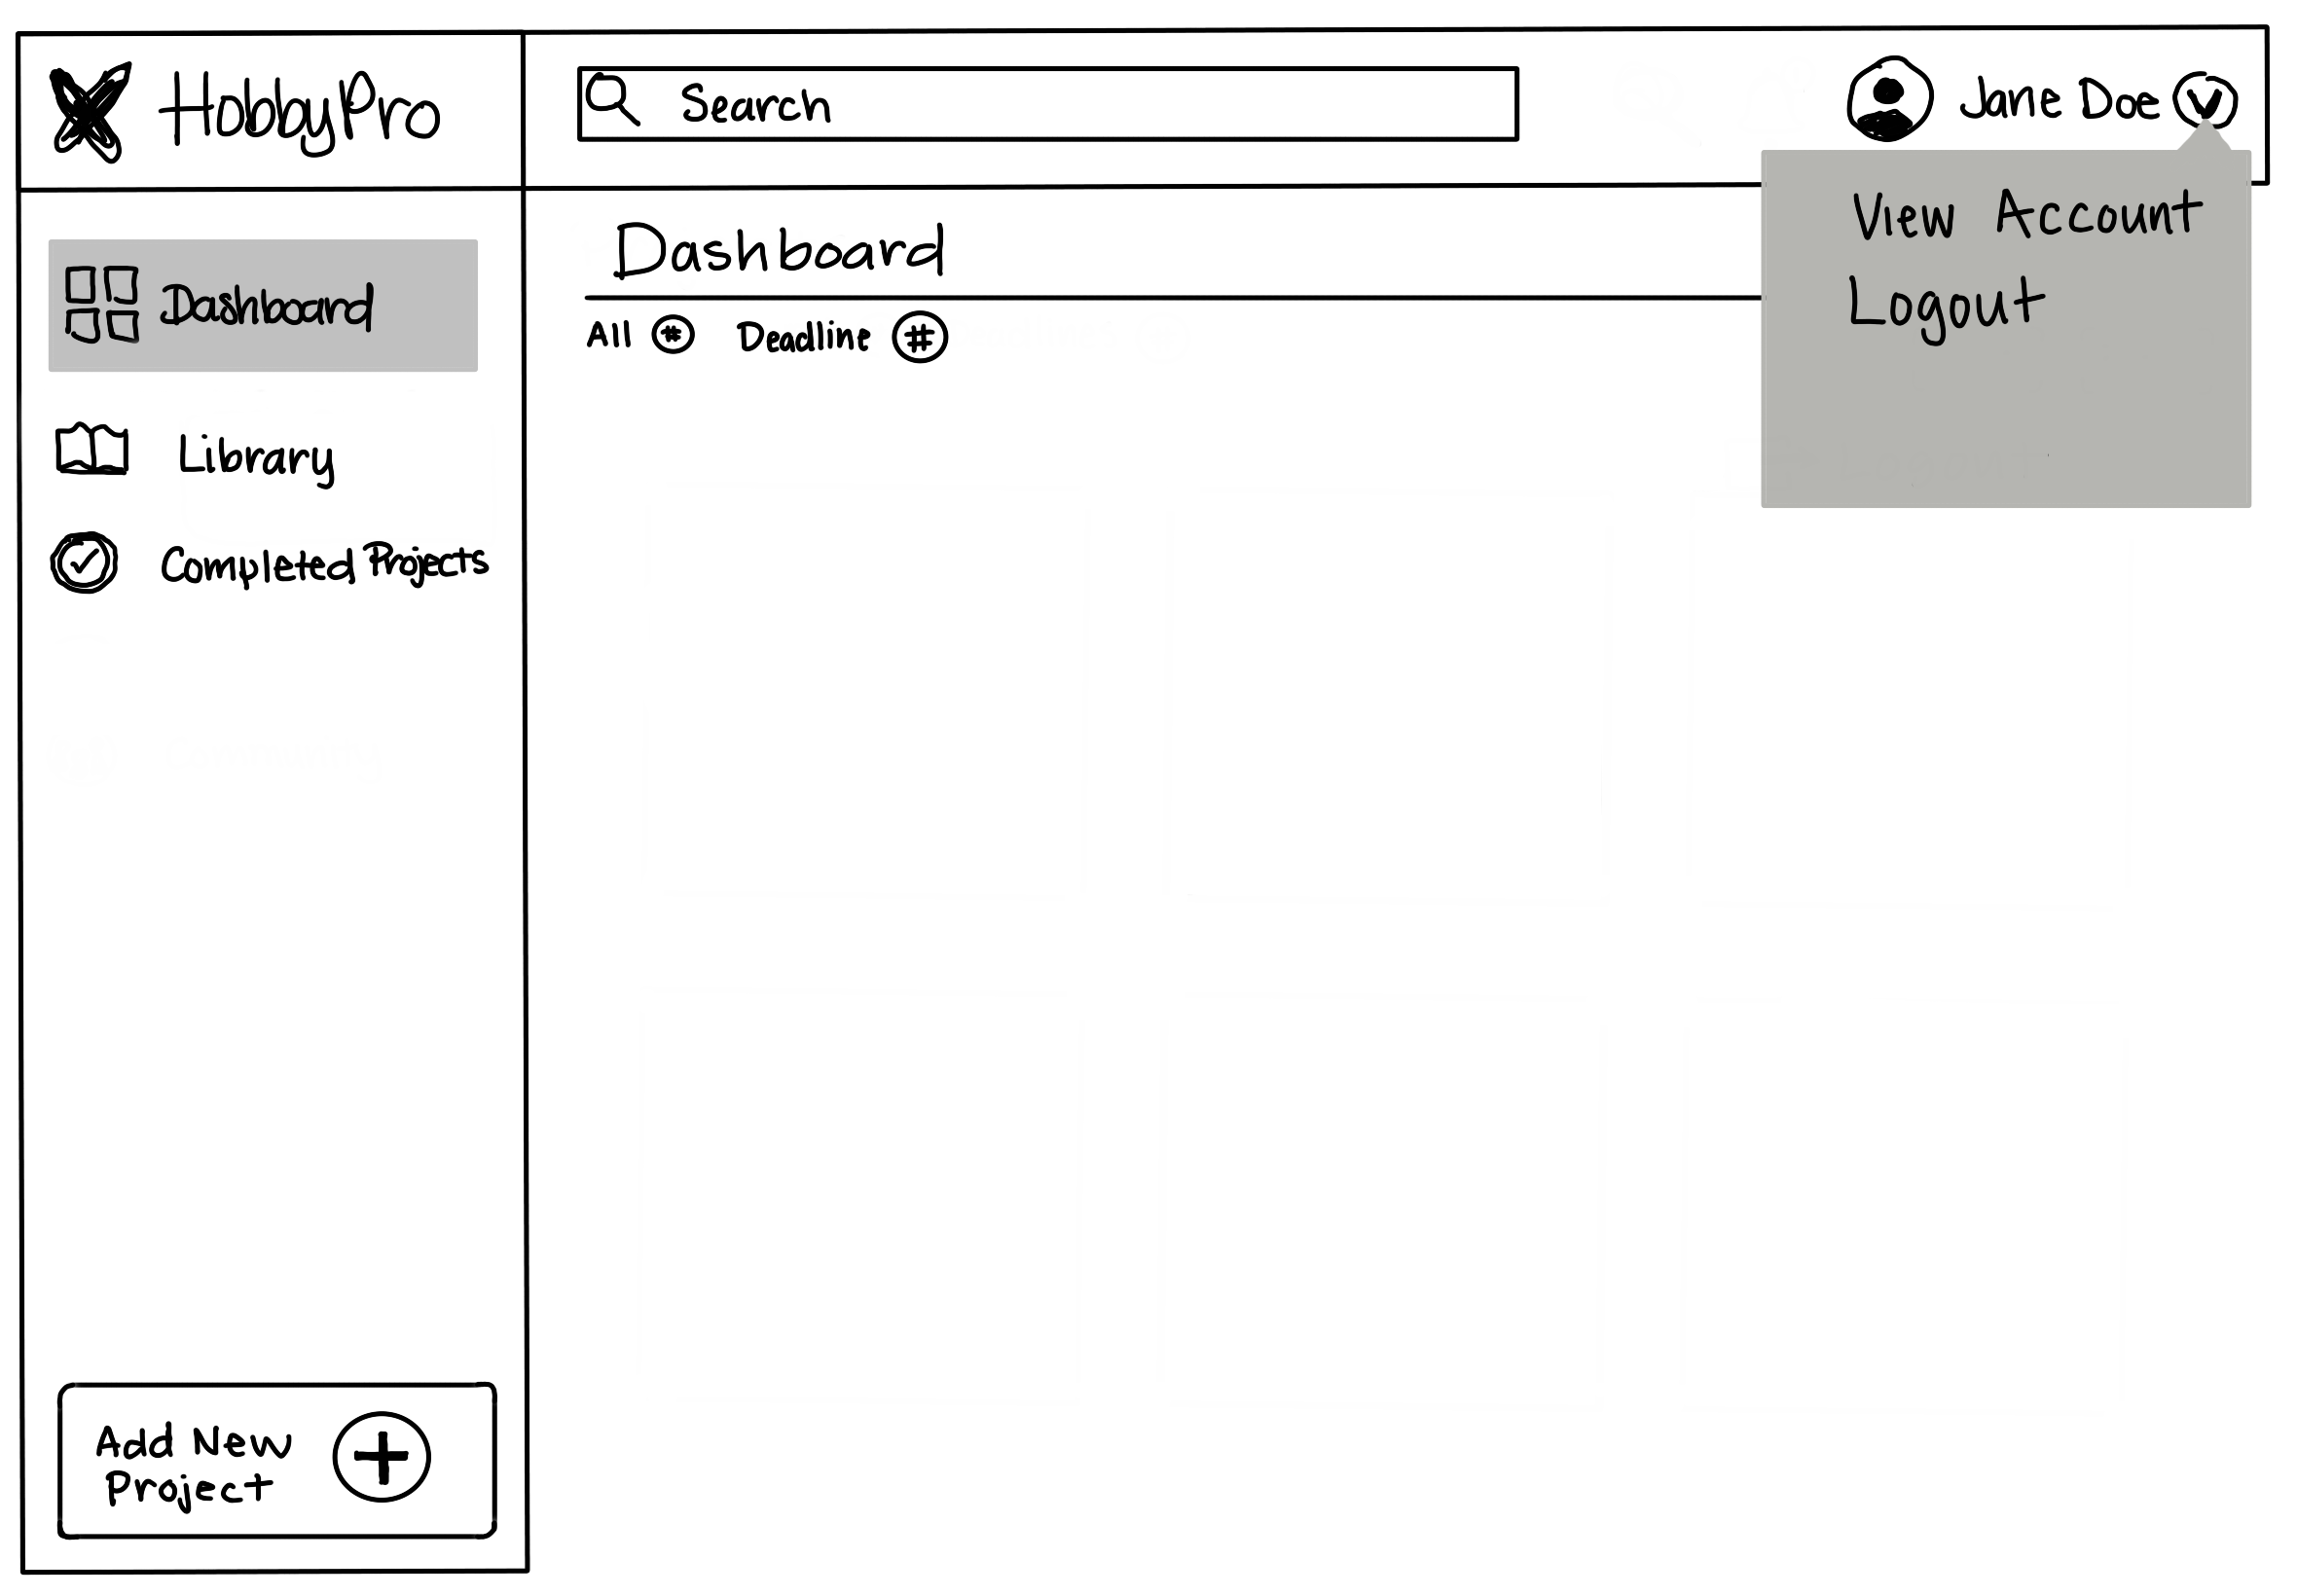 HobbyPro
Search
Jane Doe
View Account
Logout
Dashboard
All # Deadline #
Dashboard
Library
Completed Projects
Add New
Project